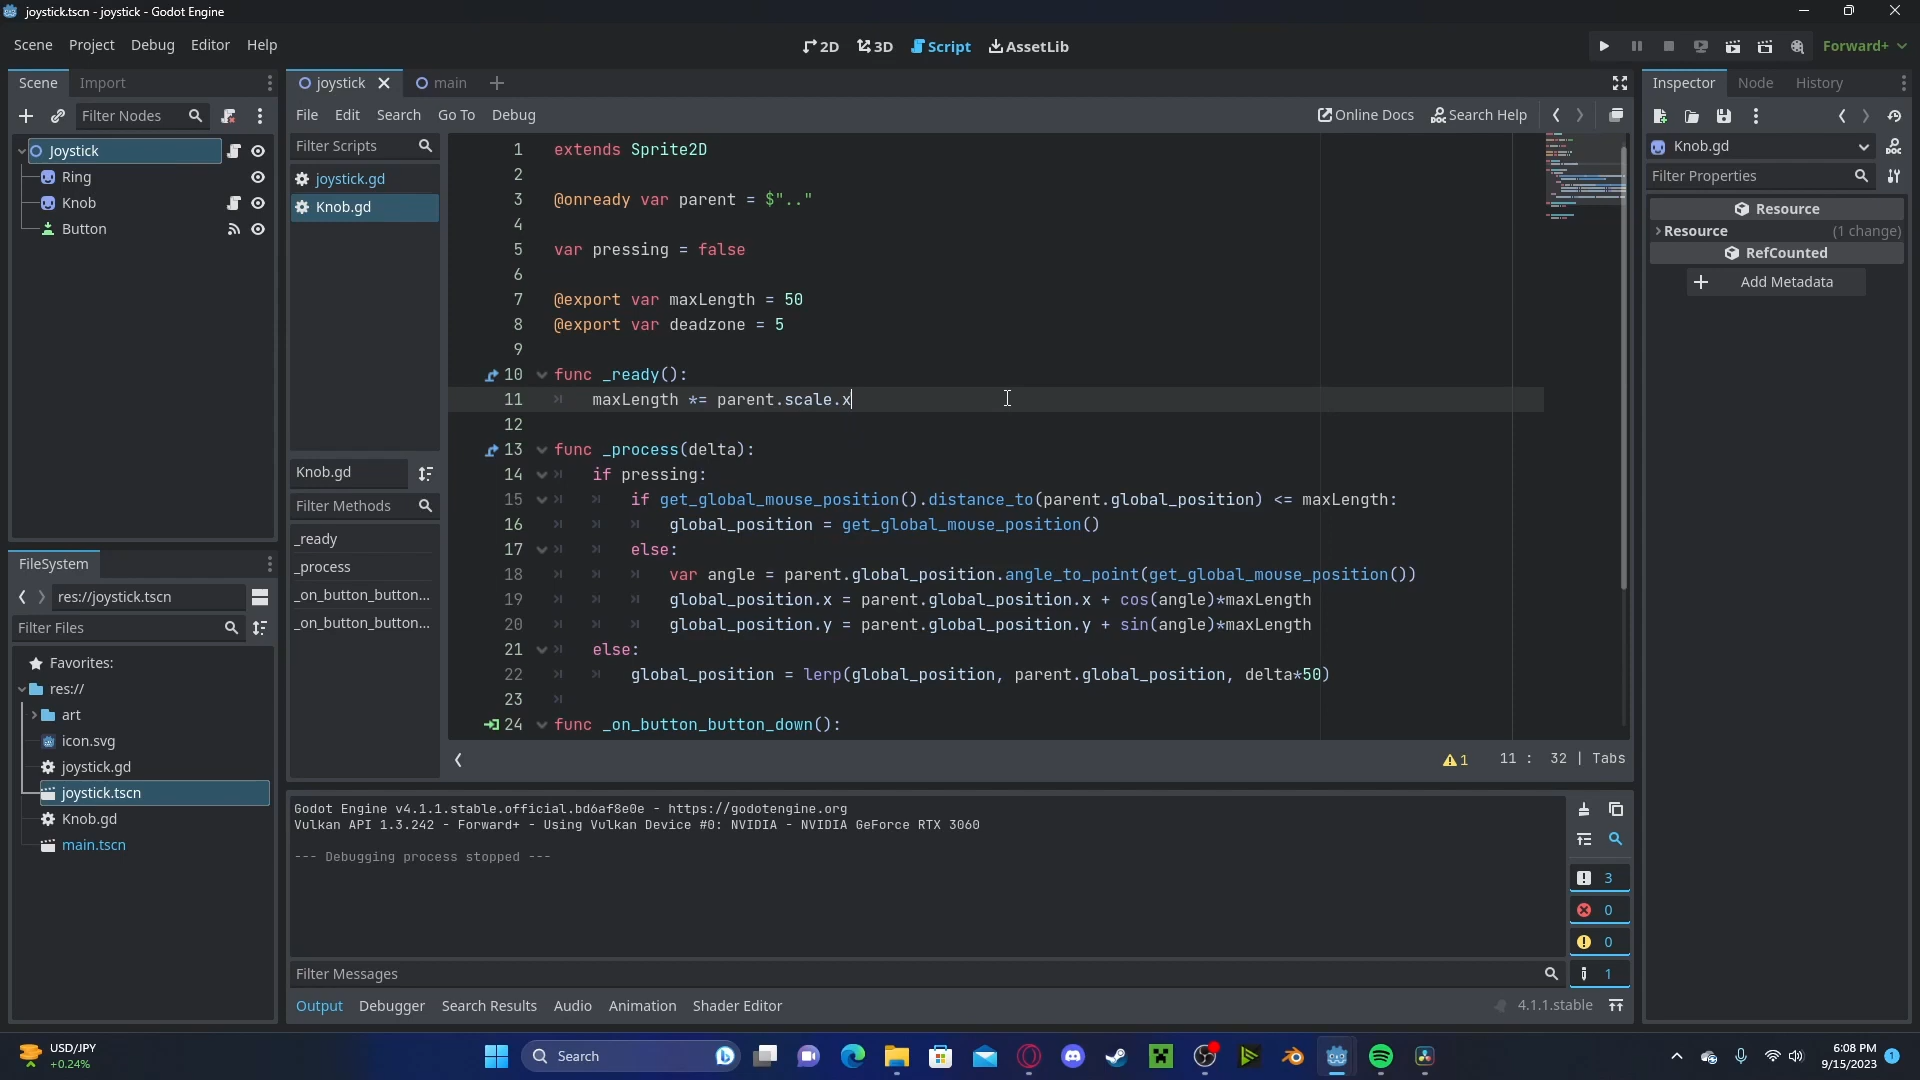 joystick.tscn - joystick - Godot Engine
Scene Project Debug Editor Help
2D 3D Script AssetLib
Forward+
Scene Import
joystick main
Inspector Node History
Filter Nodes
File Edit Search Go To Debug
Online Docs Search Help
Joystick
Ring
Knob
Button
Filter Scripts
joystick.gd
Knob.gd
Knob.gd
Filter Methods
_ready
_process
_on_button_button...
_on_button_button...
1 extends Sprite2D
2
3 @onready var parent = $".."
4
5 var pressing = false
6
7 @export var maxLength = 50
8 @export var deadzone = 5
9
10 func _ready():
11 maxLength *= parent.scale.x
12
13 func _process(delta):
14 if pressing:
15 if get_global_mouse_position().distance_to(parent.global_position) <= maxLength:
16 global_position = get_global_mouse_position()
17 else:
18 var angle = parent.global_position.angle_to_point(get_global_mouse_position())
19 global_position.x = parent.global_position.x + cos(angle)*maxLength
20 global_position.y = parent.global_position.y + sin(angle)*maxLength
21 else:
22 global_position = lerp(global_position, parent.global_position, delta*50)
23
24 func _on_button_button_down():
1 11 : 32 | Tabs
Knob.gd
Filter Properties
Resource
Resource (1 change)
RefCounted
Add Metadata
FileSystem
res://joystick.tscn
Filter Files
Favorites:
res://
art
icon.svg
joystick.gd
joystick.tscn
Knob.gd
main.tscn
Godot Engine v4.1.1.stable.official.bd6af8e0e - https://godotengine.org
Vulkan API 1.3.242 - Forward+ - Using Vulkan Device #0: NVIDIA - NVIDIA GeForce RTX 3060
--- Debugging process stopped ---
3
0
0
1
Filter Messages
Output Debugger Search Results Audio Animation Shader Editor
4.1.1.stable
USD/JPY
+0.24%
Search
6:08 PM
9/15/2023
1